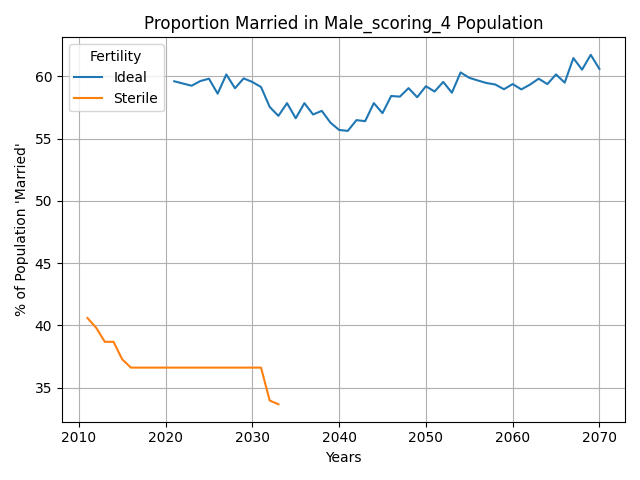 Proportion Married in Male_scoring_4 Population
Fertility
Ideal
Sterile
% of Population 'Married'
60
55
50
45
40
35
2010 2020 2030 2040 2050 2060 2070
Years